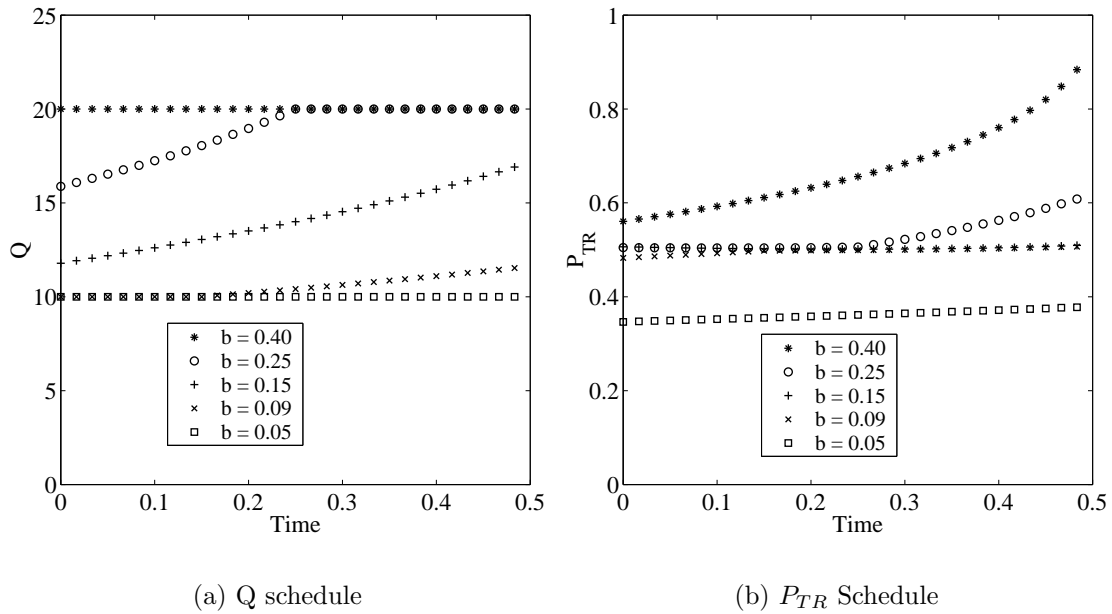 25
20
15
10
5
0
Q
0
0.1
0.2
0.3
0.4
0.5
Time
b = 0.40
b = 0.25
b = 0.15
b = 0.09
b = 0.05
(a) Q schedule
1
0.8
0.6
0.4
0.2
0
P_TR
0
0.1
0.2
0.3
0.4
0.5
Time
b = 0.40
b = 0.25
b = 0.15
b = 0.09
b = 0.05
(b) P_TR Schedule